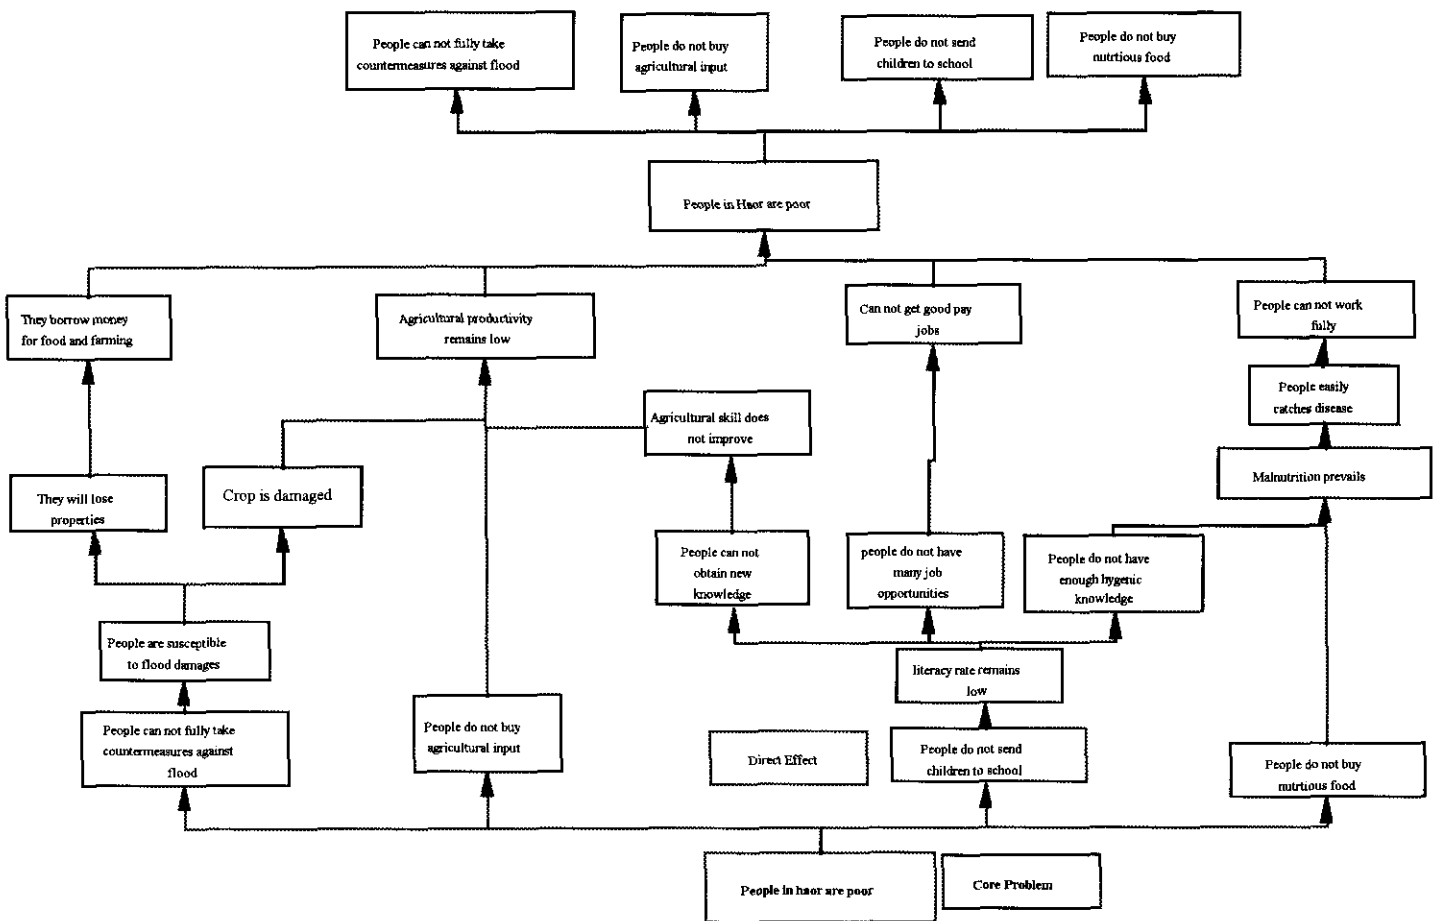 People can not fully take
countermeasures against flood
People do not buy
agricultural input
People do not send
children to school
People do not buy
nutrtious food
People in Haor are poor
They borrow money
for food and farming
Agricultural productivity
remains low
Can not get good pay
jobs
People can not work
fully
People easily
catches disease
Agricultural skill does
not improve
Malnutrition prevails
They will lose
properties
Crop is damaged
People can not
obtain new
knowledge
people do not have
many job
opportunities
People do not have
enough hygenic
knowledge
People are susceptible
to flood damages
literacy rate remains
low
People can not fully take
countermeasures against
flood
People do not buy
agricultural input
Direct Effect
People do not send
children to school
People do not buy
nutrtious food
People in haor are poor
Core Problem